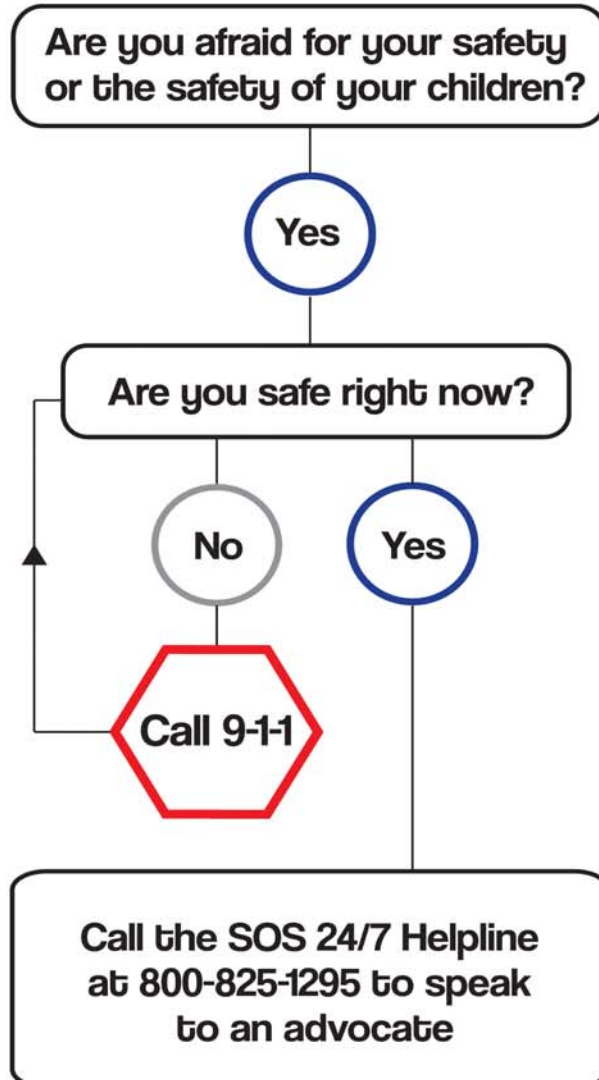 Are you afraid for your safety
or the safety of your children?
Yes
Are you safe right now?
No
Yes
Call 9-1-1
Call the SOS 24/7 Helpline
at 800-825-1295 to speak
to an advocate